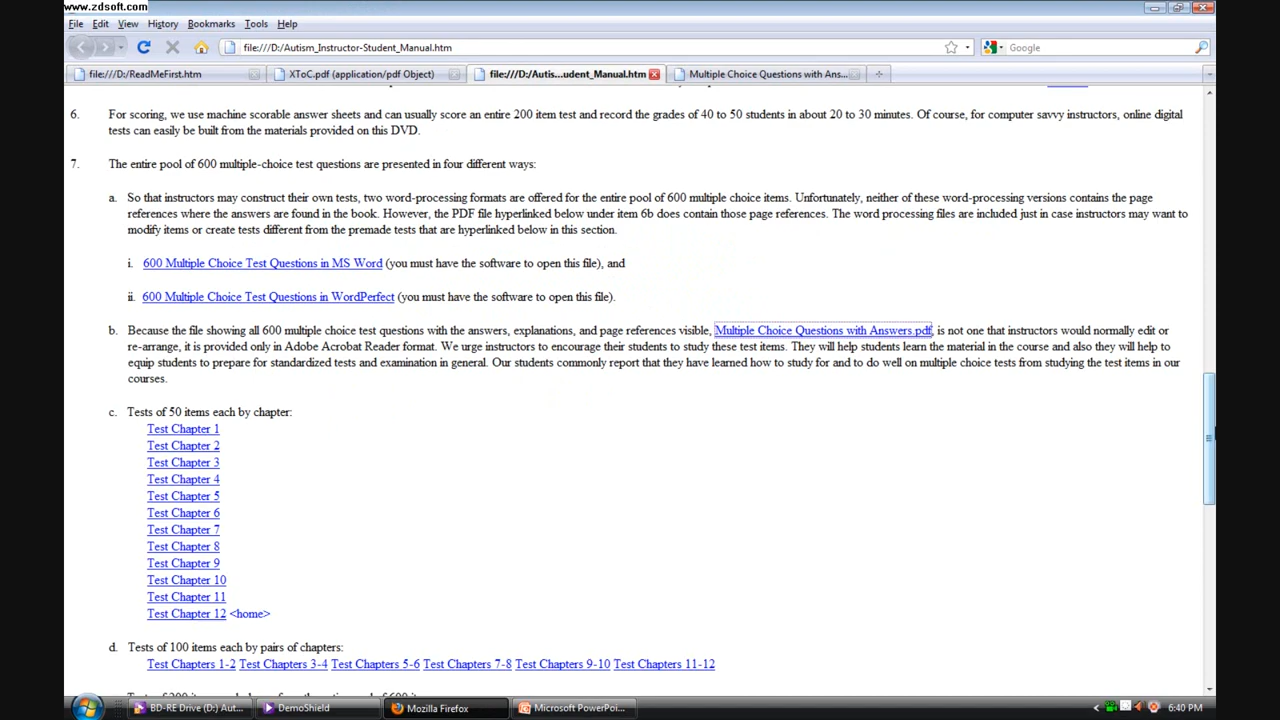 www.zdsoft.com
File Edit View History Bookmarks Tools Help
file:///D:/Autism_Instructor-Student_Manual.htm
Google
file:///D:/ReadMeFirst.htm
XToC.pdf (application/pdf Object)
file:///D:/Autis...udent_Manual.htm
Multiple Choice Questions with Ans...
6. For scoring, we use machine scorable answer sheets and can usually score an entire 200 item test and record the grades of 40 to 50 students in about 20 to 30 minutes. Of course, for computer savvy instructors, online digital
tests can easily be built from the materials provided on this DVD.
7. The entire pool of 600 multiple-choice test questions are presented in four different ways:
a. So that instructors may construct their own tests, two word-processing formats are offered for the entire pool of 600 multiple choice items. Unfortunately, neither of these word-processing versions contains the page
references where the answers are found in the book. However, the PDF file hyperlinked below under item 6b does contain those page references. The word processing files are included just in case instructors may want to
modify items or create tests different from the premade tests that are hyperlinked below in this section.
i. 600 Multiple Choice Test Questions in MS Word (you must have the software to open this file), and
ii. 600 Multiple Choice Test Questions in WordPerfect (you must have the software to open this file).
b. Because the file showing all 600 multiple choice test questions with the answers, explanations, and page references visible, Multiple Choice Questions with Answers.pdf, is not one that instructors would normally edit or
re-arrange, it is provided only in Adobe Acrobat Reader format. We urge instructors to encourage their students to study these test items. They will help students learn the material in the course and also they will help to
equip students to prepare for standardized tests and examination in general. Our students commonly report that they have learned how to study for and to do well on multiple choice tests from studying the test items in our
courses.
c. Tests of 50 items each by chapter:
Test Chapter 1
Test Chapter 2
Test Chapter 3
Test Chapter 4
Test Chapter 5
Test Chapter 6
Test Chapter 7
Test Chapter 8
Test Chapter 9
Test Chapter 10
Test Chapter 11
Test Chapter 12 <home>
d. Tests of 100 items each by pairs of chapters:
Test Chapters 1-2 Test Chapters 3-4 Test Chapters 5-6 Test Chapters 7-8 Test Chapters 9-10 Test Chapters 11-12
BD-RE Drive (D:) Aut...
DemoShield
Mozilla Firefox
Microsoft PowerPoi...
6:40 PM